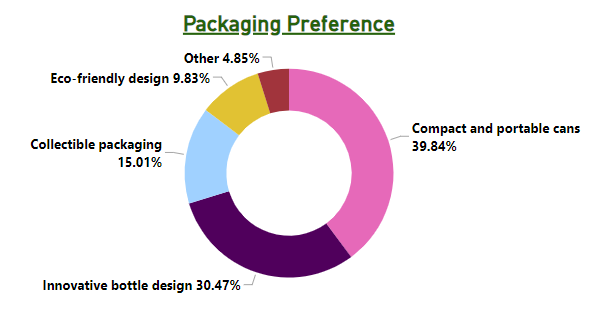 Packaging Preference
Other 4.85%
Eco-friendly design 9.83%
Compact and portable cans
39.84%
Collectible packaging
15.01%
Innovative bottle design 30.47%